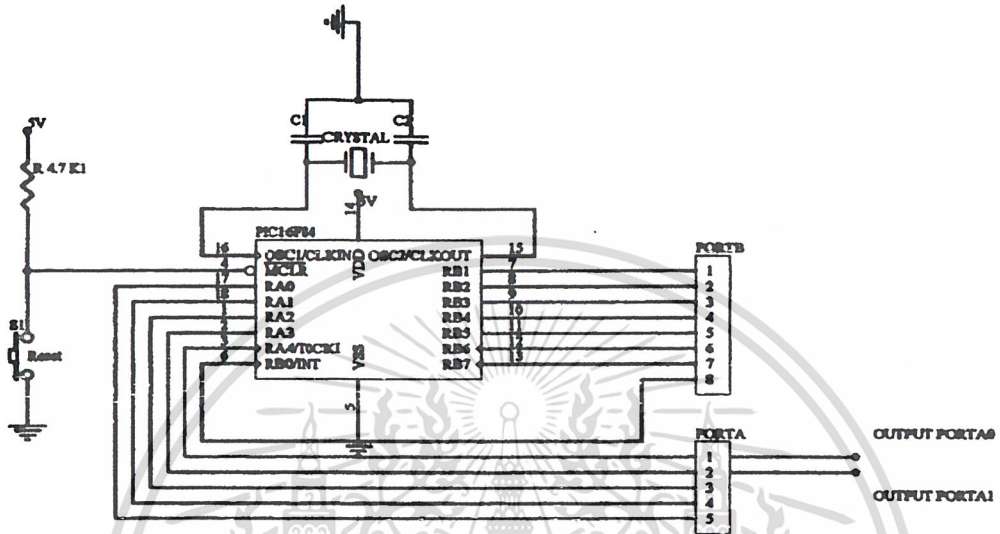 C1
C2
CRYSTAL
5V
R 4.7 K1
5V
14
PIC16F84
16
OSC1/CLKIN
VDD
OSC2/CLKOUT
15
4
MCLR
RB1
7
17
RA0
RB2
8
18
RA1
RB3
9
1
RA2
RB4
10
2
RA3
RB5
11
3
RA4/T0CKI
RB6
12
6
RB0/INT
RB7
13
VSS
5
S1
Reset
PORTB
1
2
3
4
5
6
7
8
PORTA
1
2
3
4
5
OUTPUT PORTA0
OUTPUT PORTA1